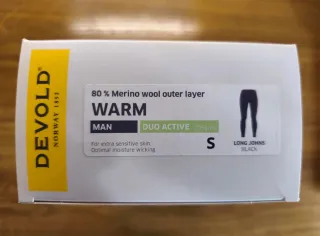 DEVOLD®
NORWAY 1853
80 % Merino wool outer layer
WARM
MAN
DUO ACTIVE
For extra sensitive skin.
Optimal moisture wicking.
S
LONG JOHNS
BLACK